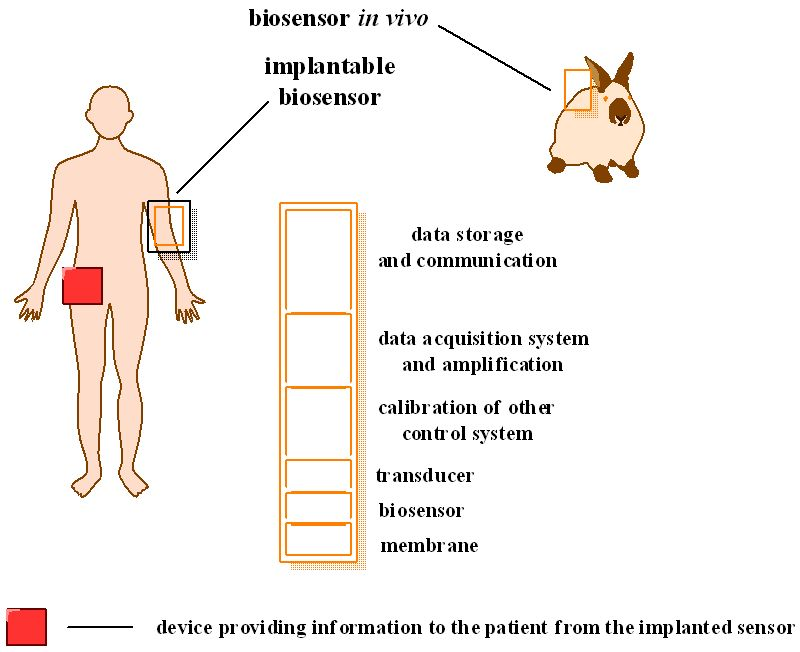 biosensor in vivo
implantable
biosensor
data storage
and communication
data acquisition system
and amplification
calibration of other
control system
transducer
biosensor
membrane
device providing information to the patient from the implanted sensor